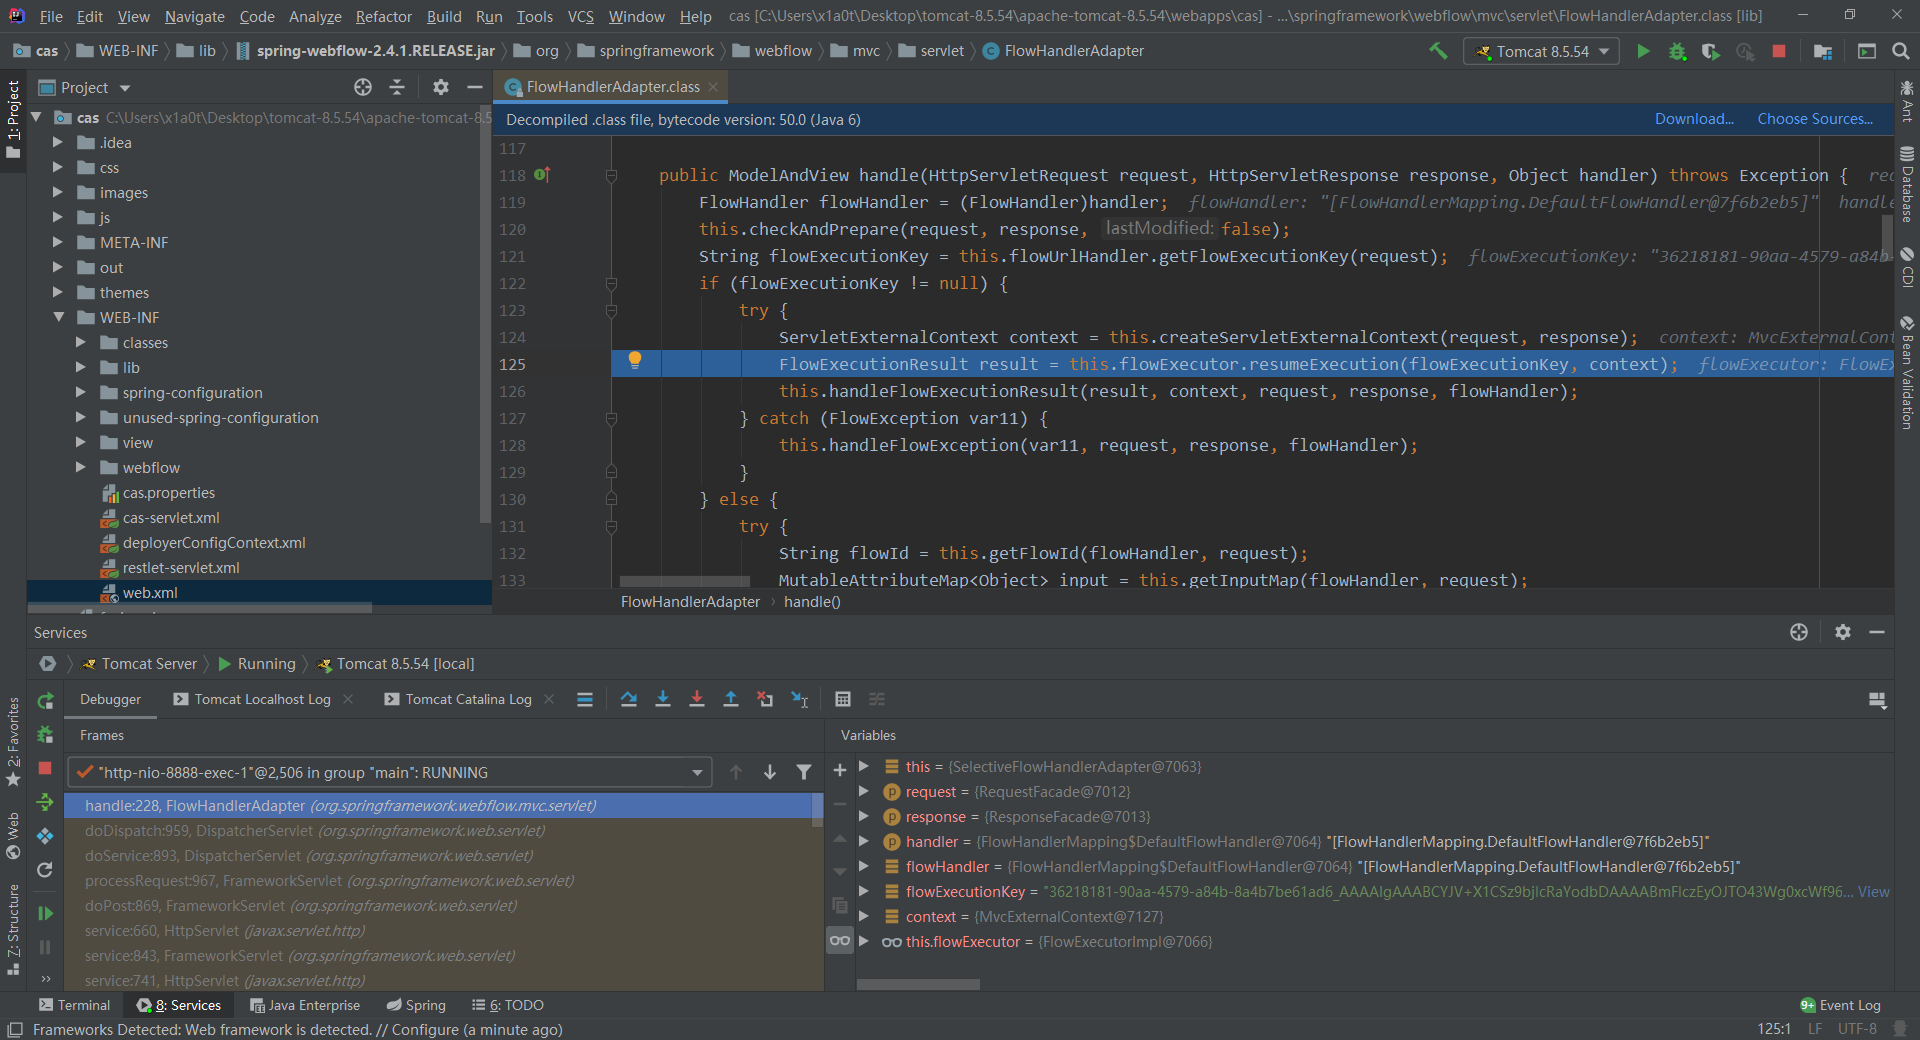 File Edit View Navigate Code Analyze Refactor Build Run Tools VCS Window Help cas [C:\Users\x1a0t\Desktop\tomcat-8.5.54\apache-tomcat-8.5.54\webapps\cas] - ...\springframework\webflow\mvc\servlet\FlowHandlerAdapter.class [lib]
cas WEB-INF lib spring-webflow-2.4.1.RELEASE.jar org springframework webflow mvc servlet FlowHandlerAdapter Tomcat 8.5.54
1: Project
Project
cas C:\Users\x1a0t\Desktop\tomcat-8.5.54\apache-tomcat-8.5
.idea
css
images
js
META-INF
out
themes
WEB-INF
classes
lib
spring-configuration
unused-spring-configuration
view
webflow
cas.properties
cas-servlet.xml
deployerConfigContext.xml
restlet-servlet.xml
web.xml
FlowHandlerAdapter.class
Decompiled .class file, bytecode version: 50.0 (Java 6) Download... Choose Sources...
117
118 public ModelAndView handle(HttpServletRequest request, HttpServletResponse response, Object handler) throws Exception { req
119 FlowHandler flowHandler = (FlowHandler)handler; flowHandler: "[FlowHandlerMapping.DefaultFlowHandler@7f6b2eb5]" handle
120 this.checkAndPrepare(request, response, lastModified: false);
121 String flowExecutionKey = this.flowUrlHandler.getFlowExecutionKey(request); flowExecutionKey: "36218181-90aa-4579-a84b-
122 if (flowExecutionKey != null) {
123 try {
124 ServletExternalContext context = this.createServletExternalContext(request, response); context: MvcExternalCont
125 FlowExecutionResult result = this.flowExecutor.resumeExecution(flowExecutionKey, context); flowExecutor: FlowEx
126 this.handleFlowExecutionResult(result, context, request, response, flowHandler);
127 } catch (FlowException var11) {
128 this.handleFlowException(var11, request, response, flowHandler);
129 }
130 } else {
131 try {
132 String flowId = this.getFlowId(flowHandler, request);
133 MutableAttributeMap<Object> input = this.getInputMap(flowHandler, request);
FlowHandlerAdapter handle()
Ant
Database
CDI
Bean Validation
Services
Tomcat Server Running Tomcat 8.5.54 [local]
Debugger Tomcat Localhost Log Tomcat Catalina Log
Frames
"http-nio-8888-exec-1"@2,506 in group "main": RUNNING
handle:228, FlowHandlerAdapter (org.springframework.webflow.mvc.servlet)
doDispatch:959, DispatcherServlet (org.springframework.web.servlet)
doService:893, DispatcherServlet (org.springframework.web.servlet)
processRequest:967, FrameworkServlet (org.springframework.web.servlet)
doPost:869, FrameworkServlet (org.springframework.web.servlet)
service:660, HttpServlet (javax.servlet.http)
service:843, FrameworkServlet (org.springframework.web.servlet)
service:741, HttpServlet (javax.servlet.http)
Variables
this = {SelectiveFlowHandlerAdapter@7063}
request = {RequestFacade@7012}
response = {ResponseFacade@7013}
handler = {FlowHandlerMapping$DefaultFlowHandler@7064} "[FlowHandlerMapping.DefaultFlowHandler@7f6b2eb5]"
flowHandler = {FlowHandlerMapping$DefaultFlowHandler@7064} "[FlowHandlerMapping.DefaultFlowHandler@7f6b2eb5]"
flowExecutionKey = "36218181-90aa-4579-a84b-8a4b7be61ad6_AAAAIgAAABCYJV+X1CSz9bjIcRaYodbDAAAABmFlczEyOJTO43Wg0xcWf96... View
context = {MvcExternalContext@7127}
this.flowExecutor = {FlowExecutorImpl@7066}
2: Favorites
Web
Z: Structure
Terminal 8: Services Java Enterprise Spring 6: TODO 9+ Event Log
Frameworks Detected: Web framework is detected. // Configure (a minute ago) 125:1 LF UTF-8